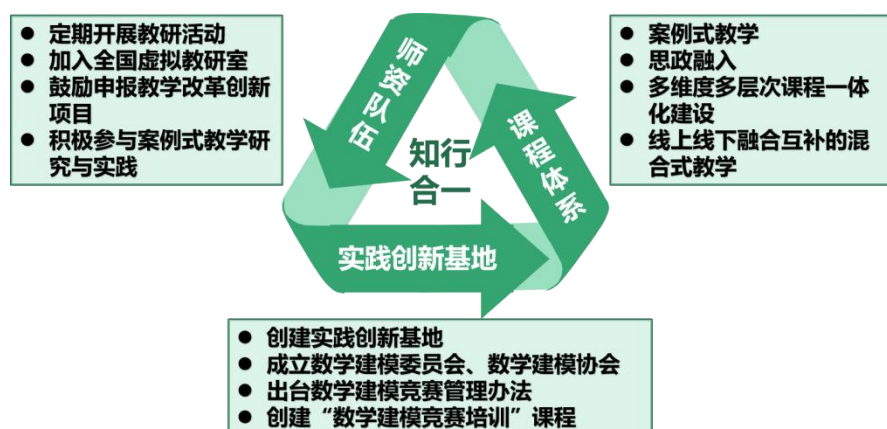 ● 定期开展教研活动
● 加入全国虚拟教研室
● 鼓励申报教学改革创新
项目
● 积极参与案例式教学研
究与实践
师资队伍
知行
合一
课程体系
● 案例式教学
● 思政融入
● 多维度多层次课程一体
化建设
● 线上线下融合互补的混
合式教学
实践创新基地
● 创建实践创新基地
● 成立数学建模委员会、数学建模协会
● 出台数学建模竞赛管理办法
● 创建“数学建模竞赛培训”课程